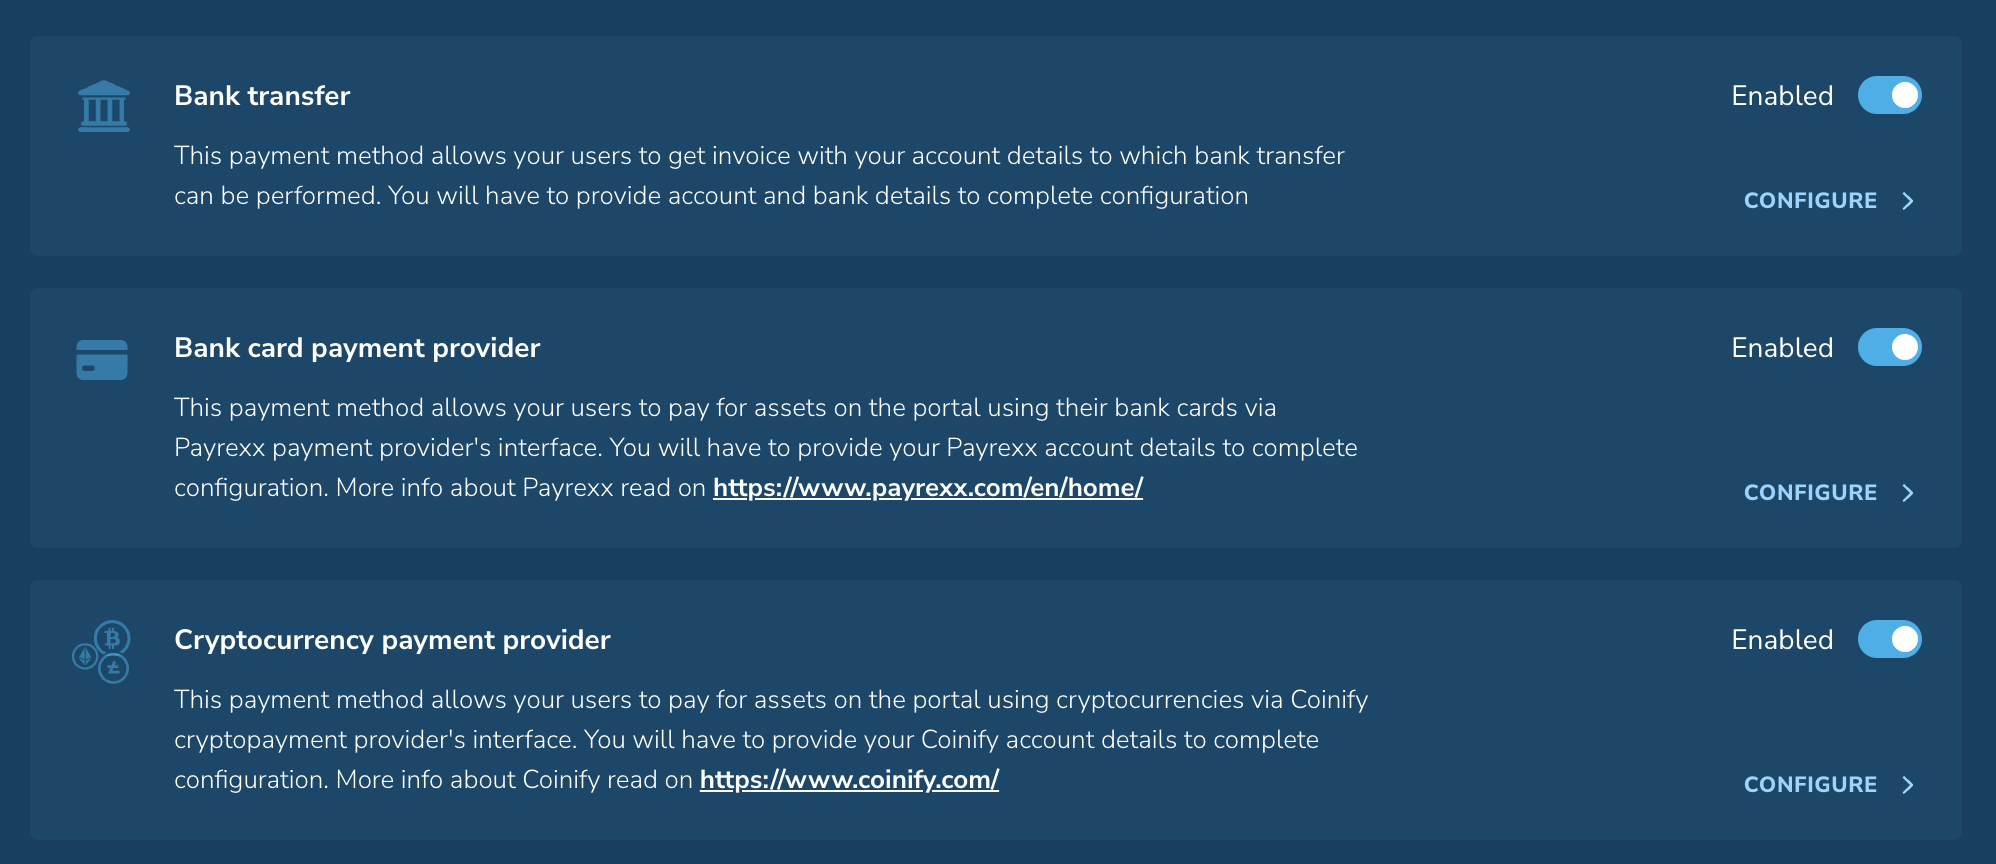 Bank transfer
Enabled
This payment method allows your users to get invoice with your account details to which bank transfer
can be performed. You will have to provide account and bank details to complete configuration
CONFIGURE
Bank card payment provider
Enabled
This payment method allows your users to pay for assets on the portal using their bank cards via
Payrexx payment provider's interface. You will have to provide your Payrexx account details to complete
configuration. More info about Payrexx read on https://www.payrexx.com/en/home/
CONFIGURE
Cryptocurrency payment provider
Enabled
This payment method allows your users to pay for assets on the portal using cryptocurrencies via Coinify
cryptopayment provider's interface. You will have to provide your Coinify account details to complete
configuration. More info about Coinify read on https://www.coinify.com/
CONFIGURE